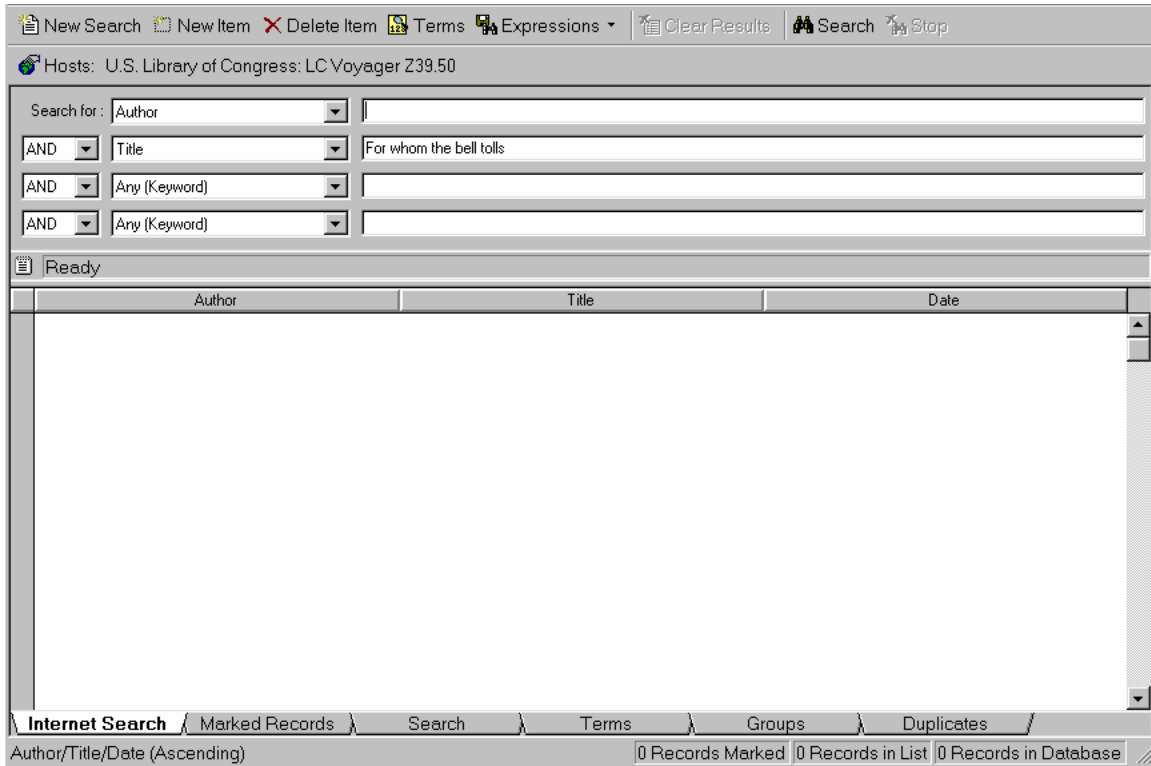 New Search New Item Delete Item 123 Terms Expressions Clear Results Search Stop
Hosts: U.S. Library of Congress: LC Voyager Z39.50
Search for : Author
AND Title For whom the bell tolls
AND Any (Keyword)
AND Any (Keyword)
Ready
Author Title Date
Internet Search Marked Records Search Terms Groups Duplicates
Author/Title/Date (Ascending) 0 Records Marked 0 Records in List 0 Records in Database